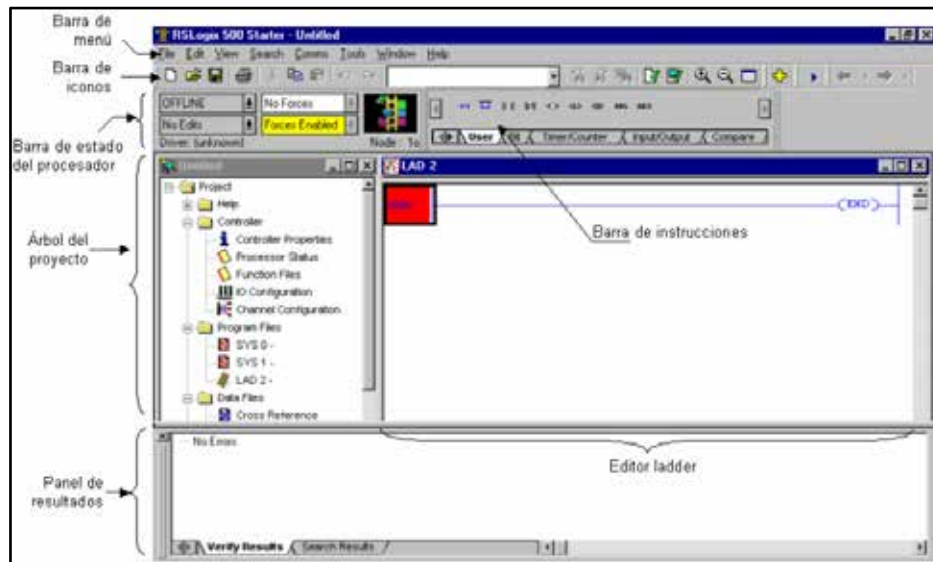 Barra de menú
RSLogix 500 Starter - Untitled
File Edit View Search Comms Tools Window Help
Barra de iconos
OFFLINE No Forces
No Edits Forces Enabled
Driver: (unknown) Node:
User Timer/Counter Input/Output Compare
Barra de estado del procesador
Untitled
LAD 2
Project
Help
Controller
Controller Properties
Processor Status
Function Files
IO Configuration
Channel Configuration
Program Files
SYS 0 -
SYS 1 -
LAD 2 -
Data Files
Cross Reference
Árbol del proyecto
END
Barra de instrucciones
Editor ladder
No Errors
Panel de resultados
Verify Results Search Results